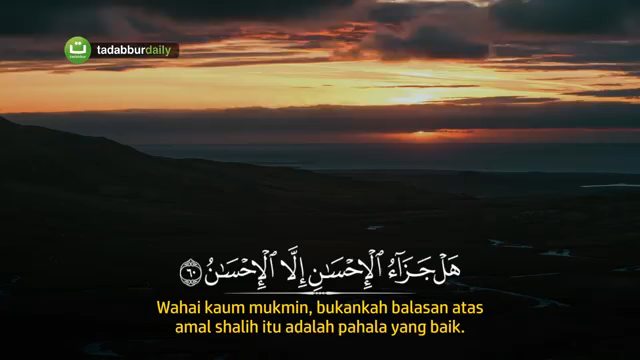 tadabburdaily
هَلْ جَزَآءُ ٱلْإِحْسَـٰنِ إِلَّا ٱلْإِحْسَـٰنُ ٦٠
Wahai kaum mukmin, bukankah balasan atas
amal shalih itu adalah pahala yang baik.